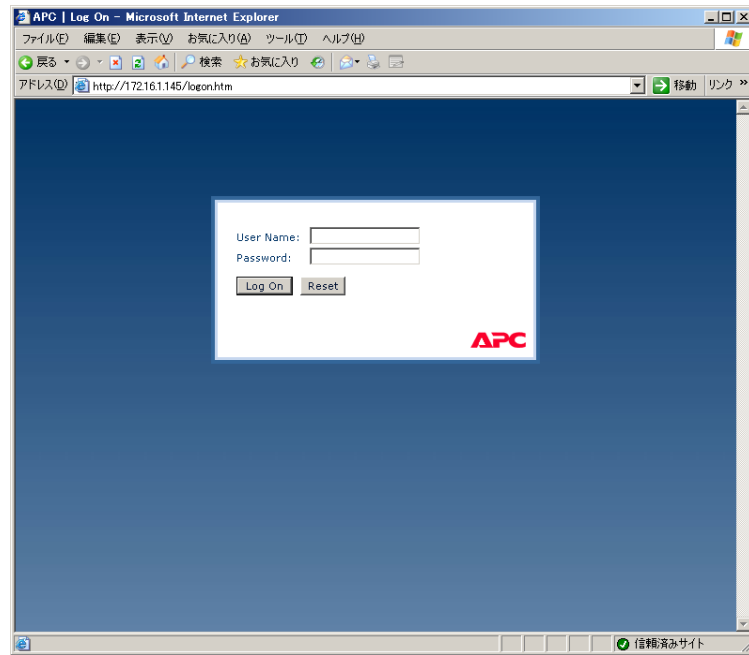 APC | Log On - Microsoft Internet Explorer
ファイル(F) 編集(E) 表示(V) お気に入り(A) ツール(T) ヘルプ(H)
戻る 検索 お気に入り
アドレス(D) http://172.16.1.145/logon.htm 移動 リンク »
User Name:
Password:
Log On Reset
APC
信頼済みサイト